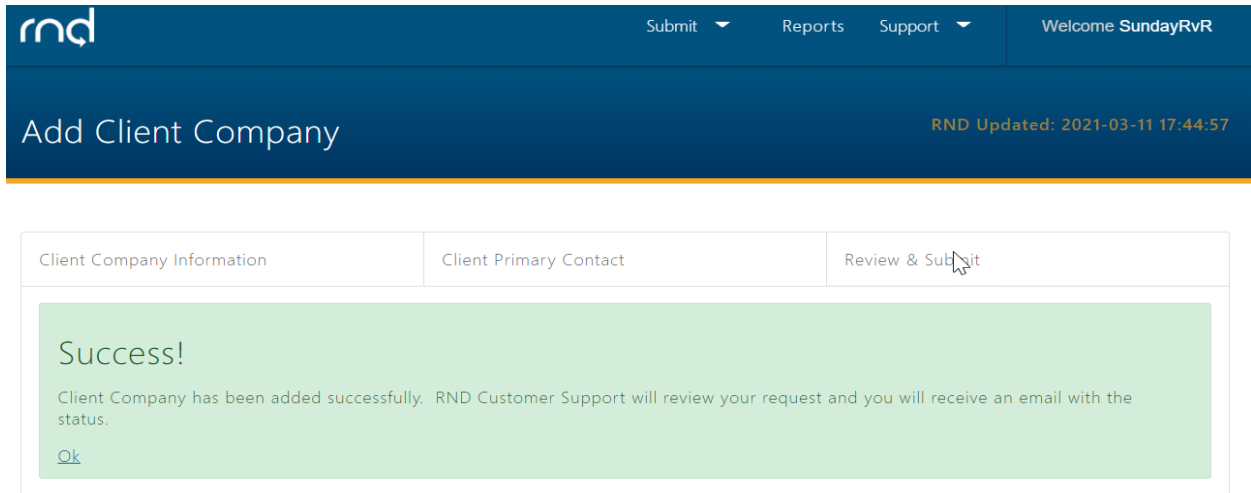 rnd
Submit Reports Support Welcome SundayRvR
Add Client Company
RND Updated: 2021-03-11 17:44:57
Client Company Information Client Primary Contact Review & Submit
Success!
Client Company has been added successfully. RND Customer Support will review your request and you will receive an email with the
status.
Ok